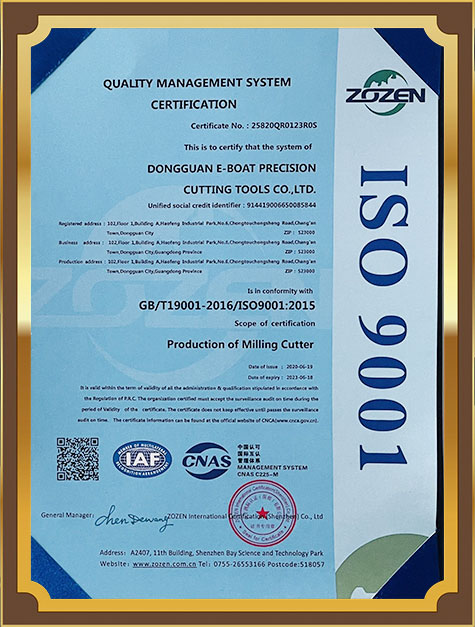 QUALITY MANAGEMENT SYSTEM
CERTIFICATION
ZOZEN
Certificate No. : 25820QR0123R0S
This is to certify that the system of
DONGGUAN E-BOAT PRECISION
CUTTING TOOLS CO.,LTD.
Unified social credit identifier : 914419006650085844
Registered address : 102,Floor 1,Building A,Haofeng Industrial Park,No.6,Chongtouchongsheng Road,Chang'an
Town,Dongguan City ZIP : 523000
Business address : 102,Floor 1,Building A,Haofeng Industrial Park,No.6,Chongtouchongsheng Road,Chang'an
Town,Dongguan City,Guangdong Province ZIP : 523000
Production address : 102,Floor 1,Building A,Haofeng Industrial Park,No.6,Chongtouchongsheng Road,Chang'an
Town,Dongguan City,Guangdong Province ZIP : 523000
ZOZEN
Is in conformity with
GB/T19001-2016/ISO9001:2015
Scope of certification
Production of Milling Cutter
Date of issue : 2020-06-19
Date of expiry : 2023-06-18
It is valid within the term of validity of all the administration & qualification stipulated in accordance with
the Regulation of P.R.C. The organization certified must accept the surveillance audit on time during the
period of Validity of the certificate. The certificate does not keep effective until passes the surveillance
audit on time. The certificate Information can be found at the official website of CNCA(www.cnca.gov.cn).
ISO 9001
IAF
CNAS
中国认可
国际互认
管理体系
MANAGEMENT SYSTEM
CNAS C225-M
General Manager: Chen Dewang ZOZEN International Certification (Shenzhen) Co., Ltd
Address: A2407, 11th Building, Shenzhen Bay Science and Technology Park
Website: www.zozen.com.cn Tel: 0755-26553166 Postcode:518057